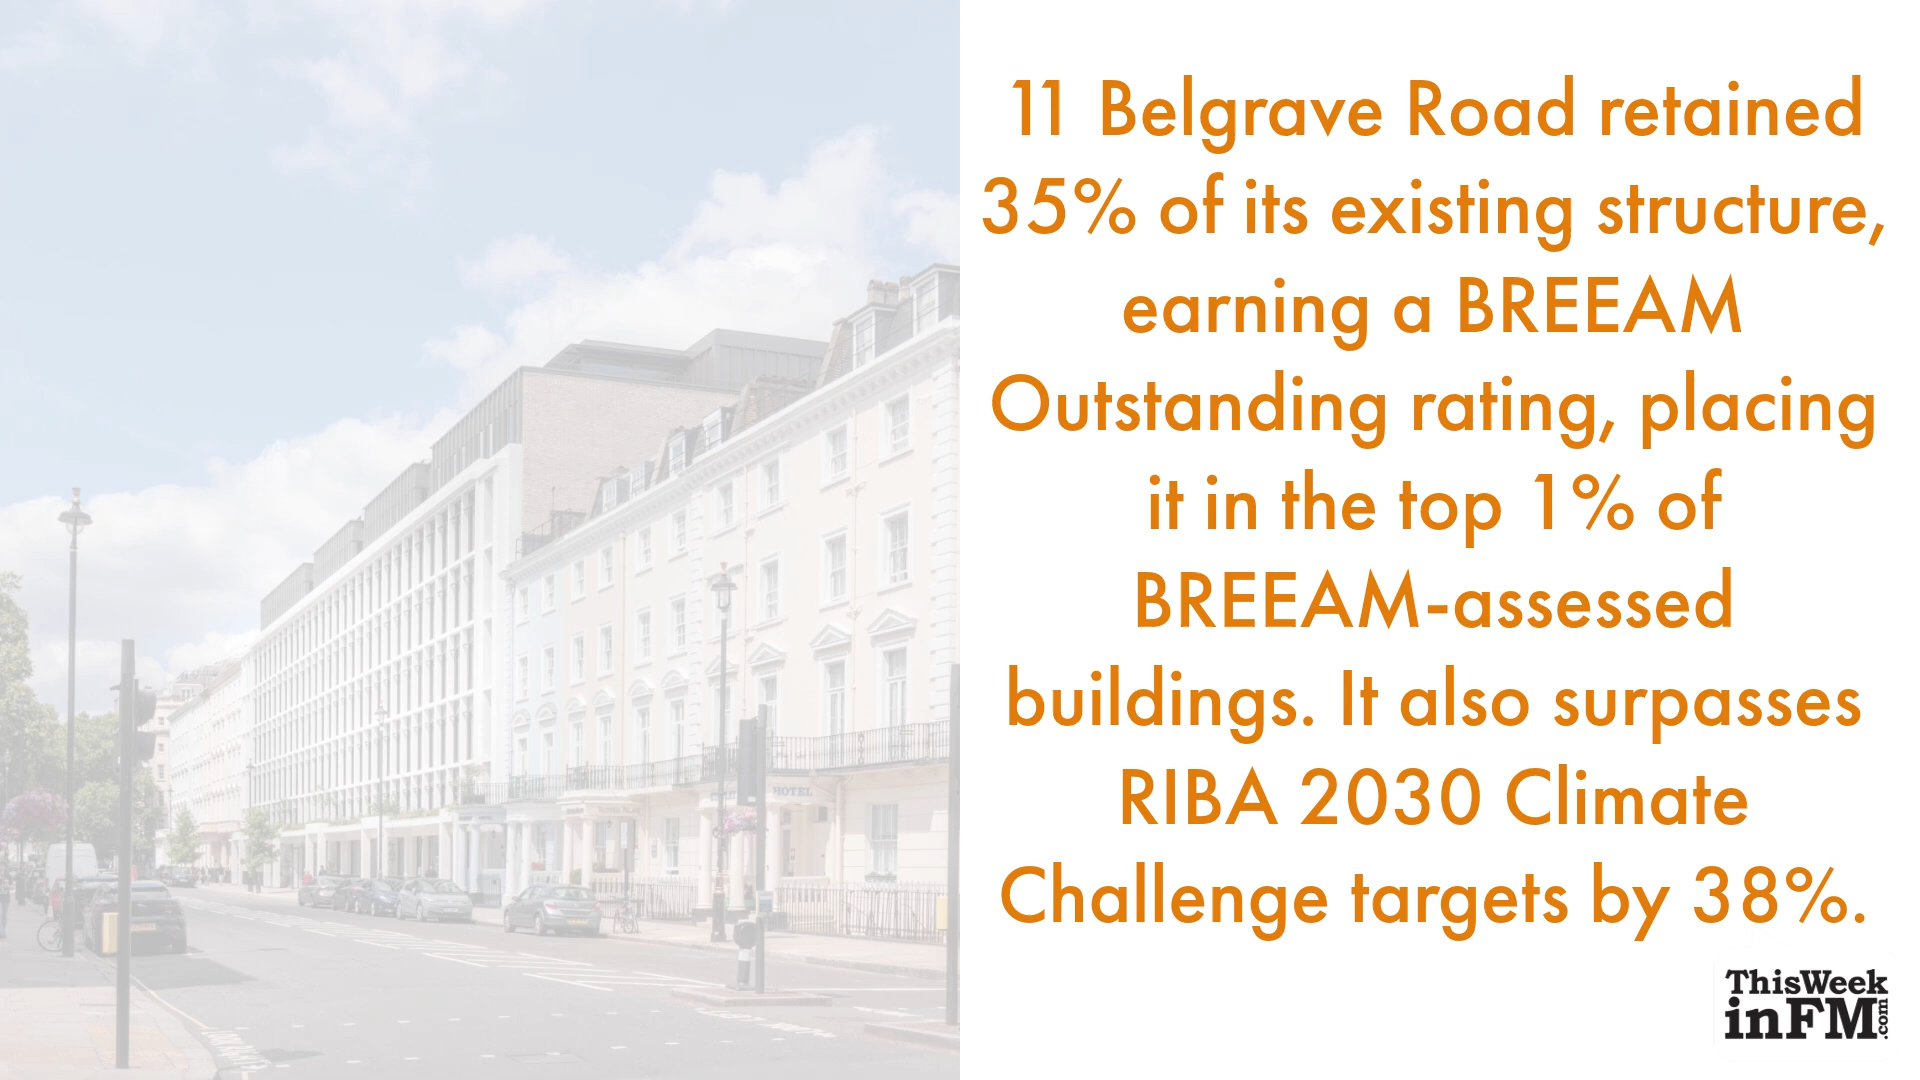 11 Belgrave Road retained
35% of its existing structure,
earning a BREEAM
Outstanding rating, placing
it in the top 1% of
BREEAM-assessed
buildings. It also surpasses
RIBA 2030 Climate
Challenge targets by 38%.
HOTEL
ThisWeek
inFM.com